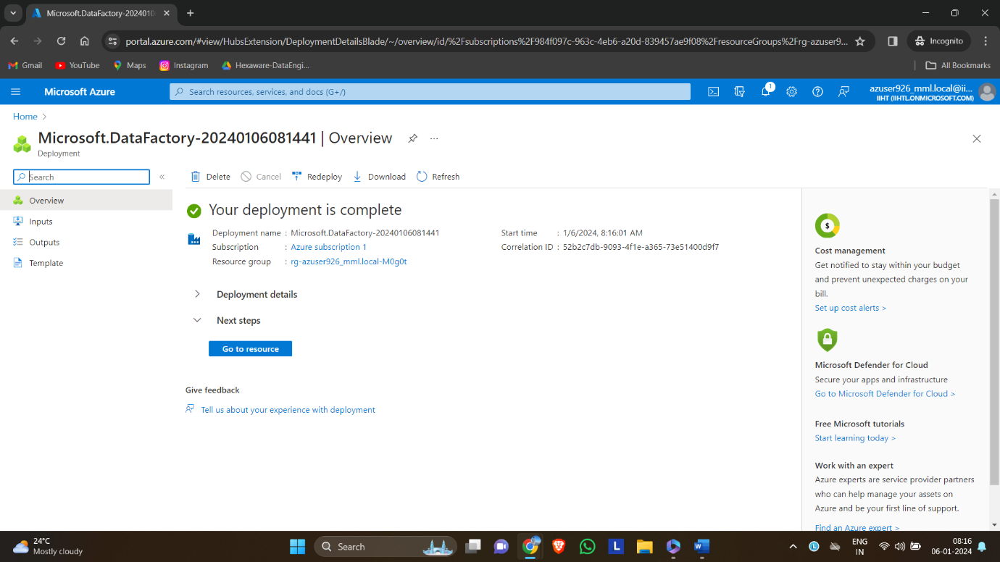 Microsoft.DataFactory-20240106
portal.azure.com/#view/HubsExtension/DeploymentDetailsBlade/~/overview/id/%2Fsubscriptions%2F984f097c-963c-4eb6-a20d-839457ae9f08%2FresourceGroups%2Frg-azuser9...
Incognito
Gmail YouTube Maps Instagram Hexaware-DataEngi... All Bookmarks
Microsoft Azure
Search resources, services, and docs (G+/)
1
azuser926_mml.local@ii...
IIHT (IIHTL.ONMICROSOFT.COM)
Home
Microsoft.DataFactory-20240106081441 | Overview
Deployment
Search
Delete Cancel Redeploy Download Refresh
Overview
Inputs
Outputs
Template
Your deployment is complete
Deployment name : Microsoft.DataFactory-20240106081441
Subscription : Azure subscription 1
Resource group : rg-azuser926_mml.local-M0g0t
Start time : 1/6/2024, 8:16:01 AM
Correlation ID : 52b2c7db-9093-4f1e-a365-73e51400d9f7
Deployment details
Next steps
Go to resource
Give feedback
Tell us about your experience with deployment
Cost management
Get notified to stay within your budget
and prevent unexpected charges on your
bill.
Set up cost alerts >
Microsoft Defender for Cloud
Secure your apps and infrastructure
Go to Microsoft Defender for Cloud >
Free Microsoft tutorials
Start learning today >
Work with an expert
Azure experts are service provider partners
who can help manage your assets on
Azure and be your first line of support.
Find an Azure expert >
24°C
Mostly cloudy
Search
ENG
IN
08:16
06-01-2024